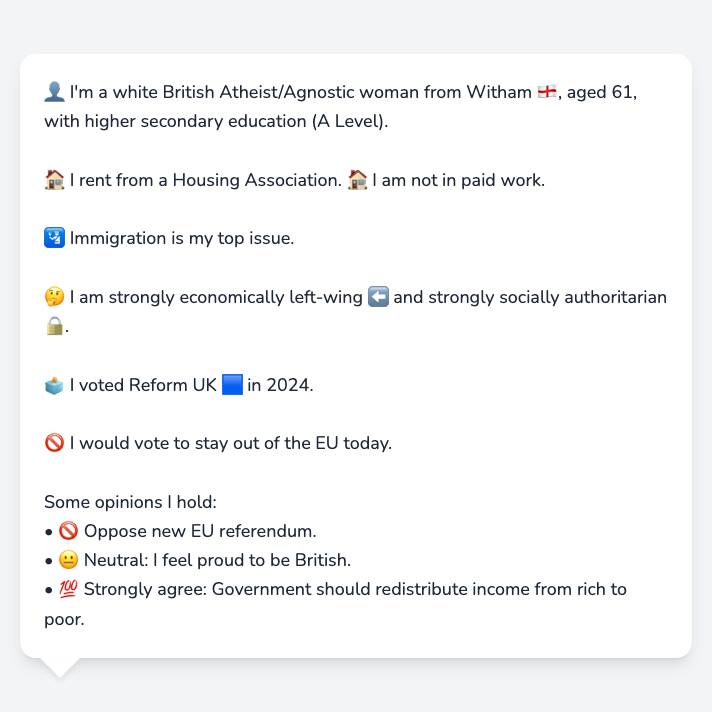 👤 I'm a white British Atheist/Agnostic woman from Witham 🏴󠁧󠁢󠁥󠁮󠁧󠁿, aged 61,
with higher secondary education (A Level).
🏠 I rent from a Housing Association. 🏠 I am not in paid work.
🛂 Immigration is my top issue.
🤔 I am strongly economically left-wing ⬅️ and strongly socially authoritarian
🔒.
🗳️ I voted Reform UK 🟦 in 2024.
🚫 I would vote to stay out of the EU today.
Some opinions I hold:
• 🚫 Oppose new EU referendum.
• 😐 Neutral: I feel proud to be British.
• 💯 Strongly agree: Government should redistribute income from rich to
poor.